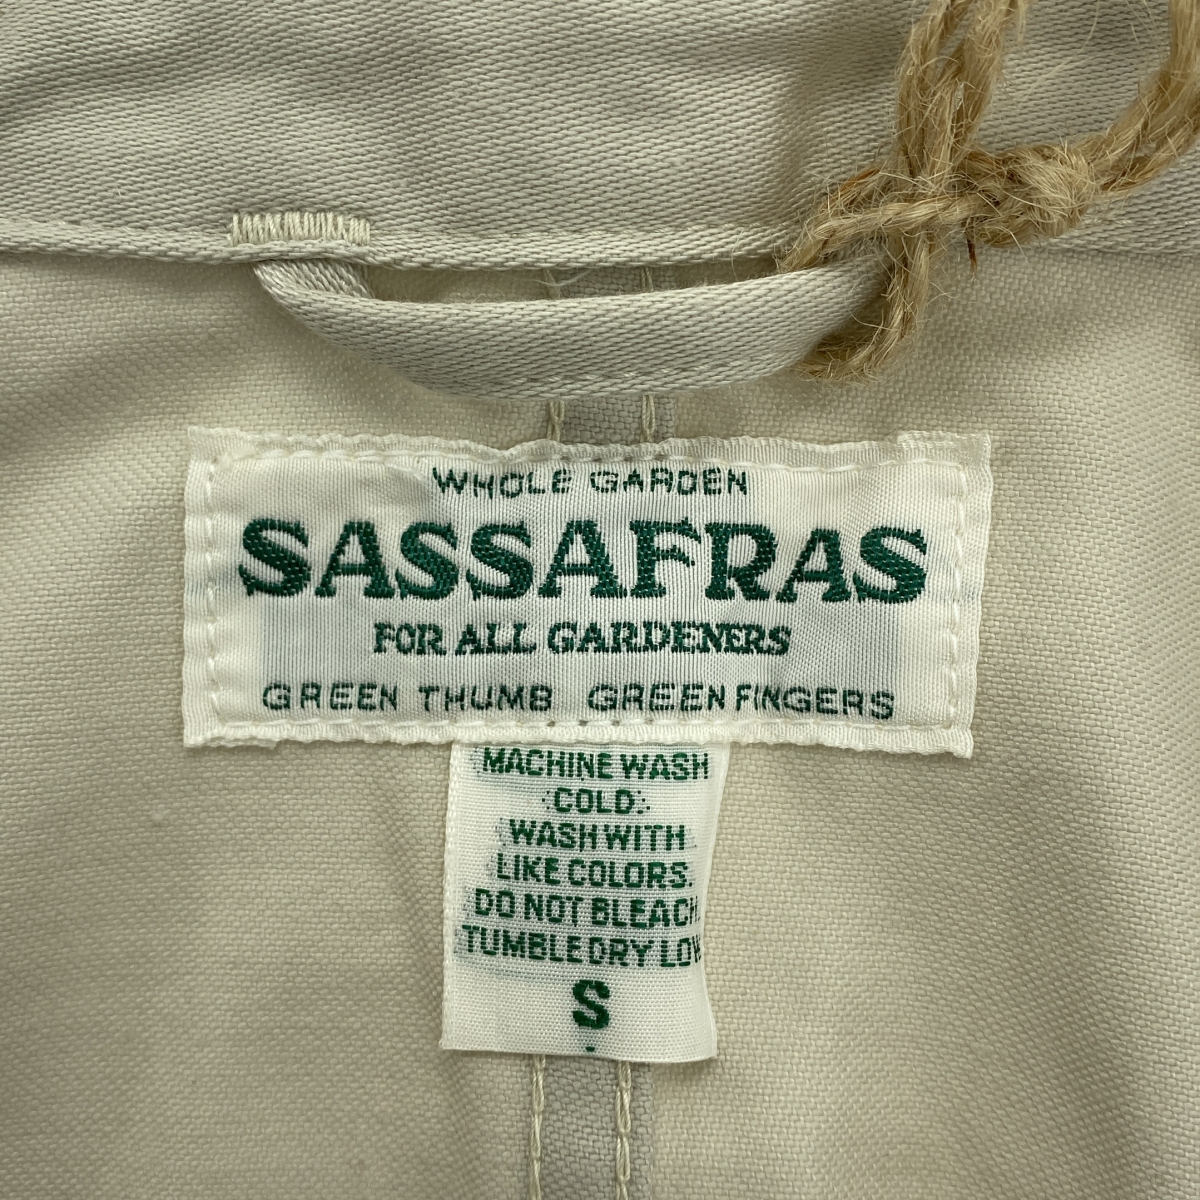 WHOLE GARDEN
SASSAFRAS
FOR ALL GARDENERS
GREEN THUMB GREEN FINGERS
MACHINE WASH
COLD.
WASH WITH
LIKE COLORS.
DO NOT BLEACH.
TUMBLE DRY LOW
S